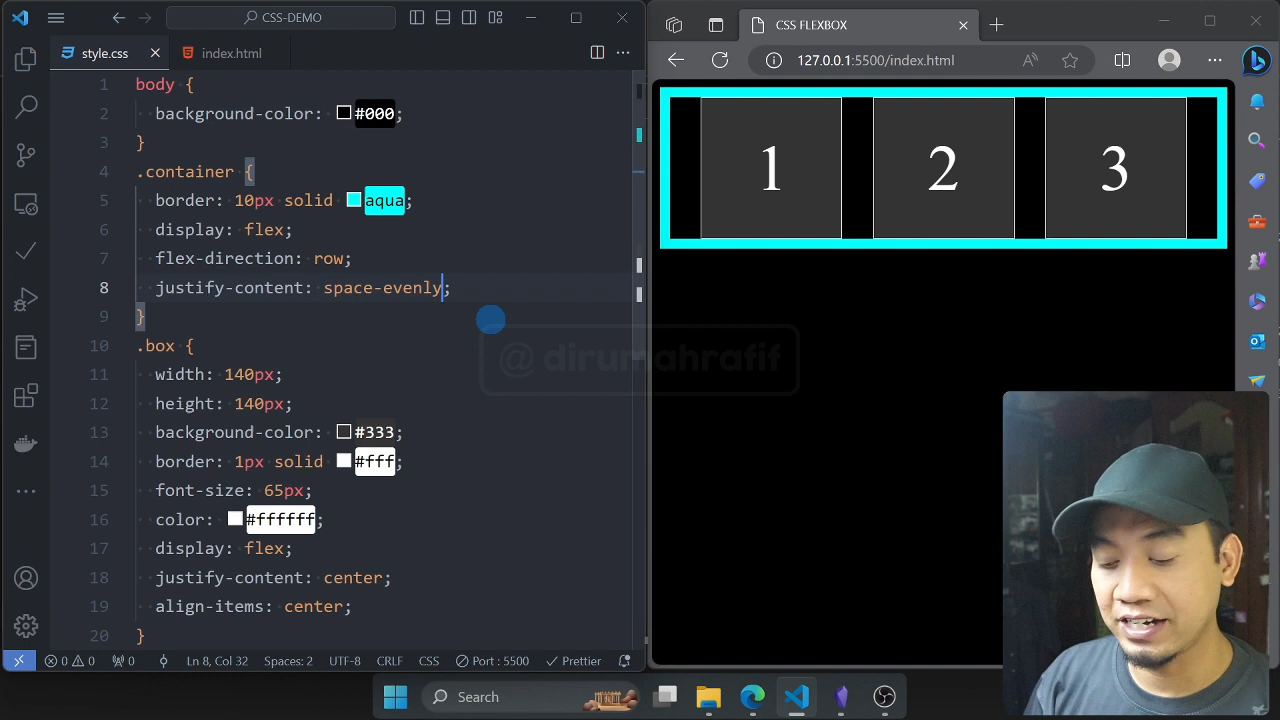 CSS-DEMO
style.css
index.html
1 body {
2 background-color: #000;
3 }
4 .container {
5 border: 10px solid aqua;
6 display: flex;
7 flex-direction: row;
8 justify-content: space-evenly;
9 }
10 .box {
11 width: 140px;
12 height: 140px;
13 background-color: #333;
14 border: 1px solid #fff;
15 font-size: 65px;
16 color: #ffffff;
17 display: flex;
18 justify-content: center;
19 align-items: center;
20 }
0 0 0 Ln 8, Col 32 Spaces: 2 UTF-8 CRLF CSS Port : 5500 Prettier
CSS FLEXBOX
127.0.0.1:5500/index.html
1 2 3
@dirumahrafif
Search